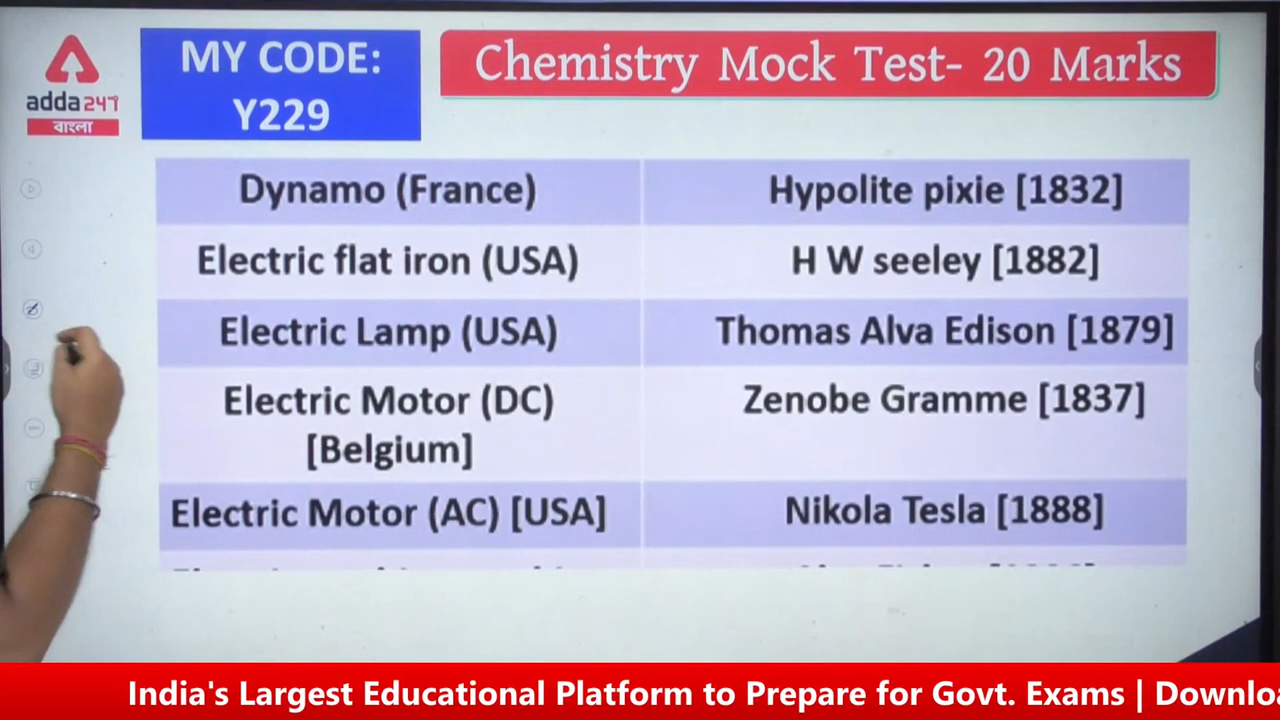 adda 247
বাংলা
MY CODE:
Y229
Chemistry Mock Test- 20 Marks
Dynamo (France)
Hypolite pixie [1832]
Electric flat iron (USA)
H W seeley [1882]
Electric Lamp (USA)
Thomas Alva Edison [1879]
Electric Motor (DC)
[Belgium]
Zenobe Gramme [1837]
Electric Motor (AC) [USA]
Nikola Tesla [1888]
India's Largest Educational Platform to Prepare for Govt. Exams |